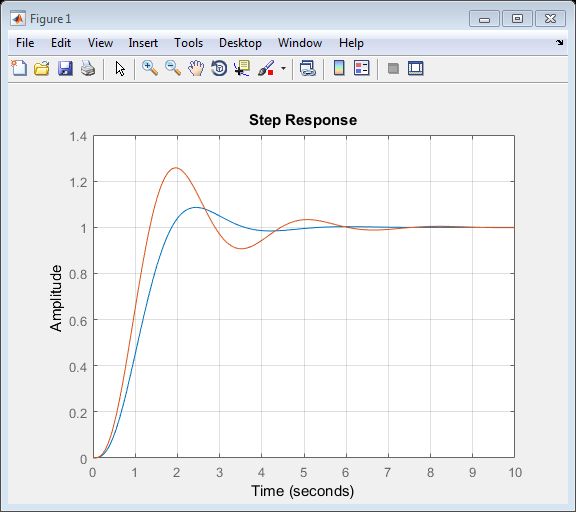 Figure 1
File Edit View Insert Tools Desktop Window Help
Step Response
1.4
1.2
1
0.8
0.6
0.4
0.2
0
Amplitude
0 1 2 3 4 5 6 7 8 9 10
Time (seconds)